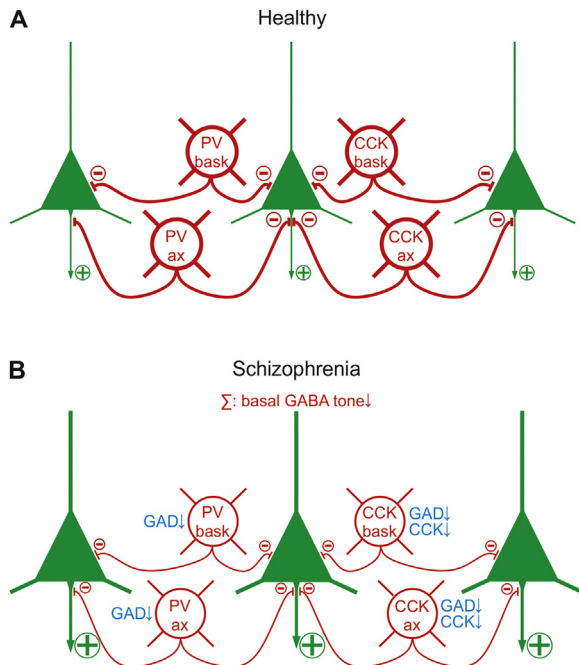 A
Healthy
PV
bask
CCK
bask
PV
ax
CCK
ax
B
Schizophrenia
Σ: basal GABA tone↓
GAD↓
PV
bask
CCK
bask
GAD↓
CCK↓
GAD↓
PV
ax
CCK
ax
GAD↓
CCK↓